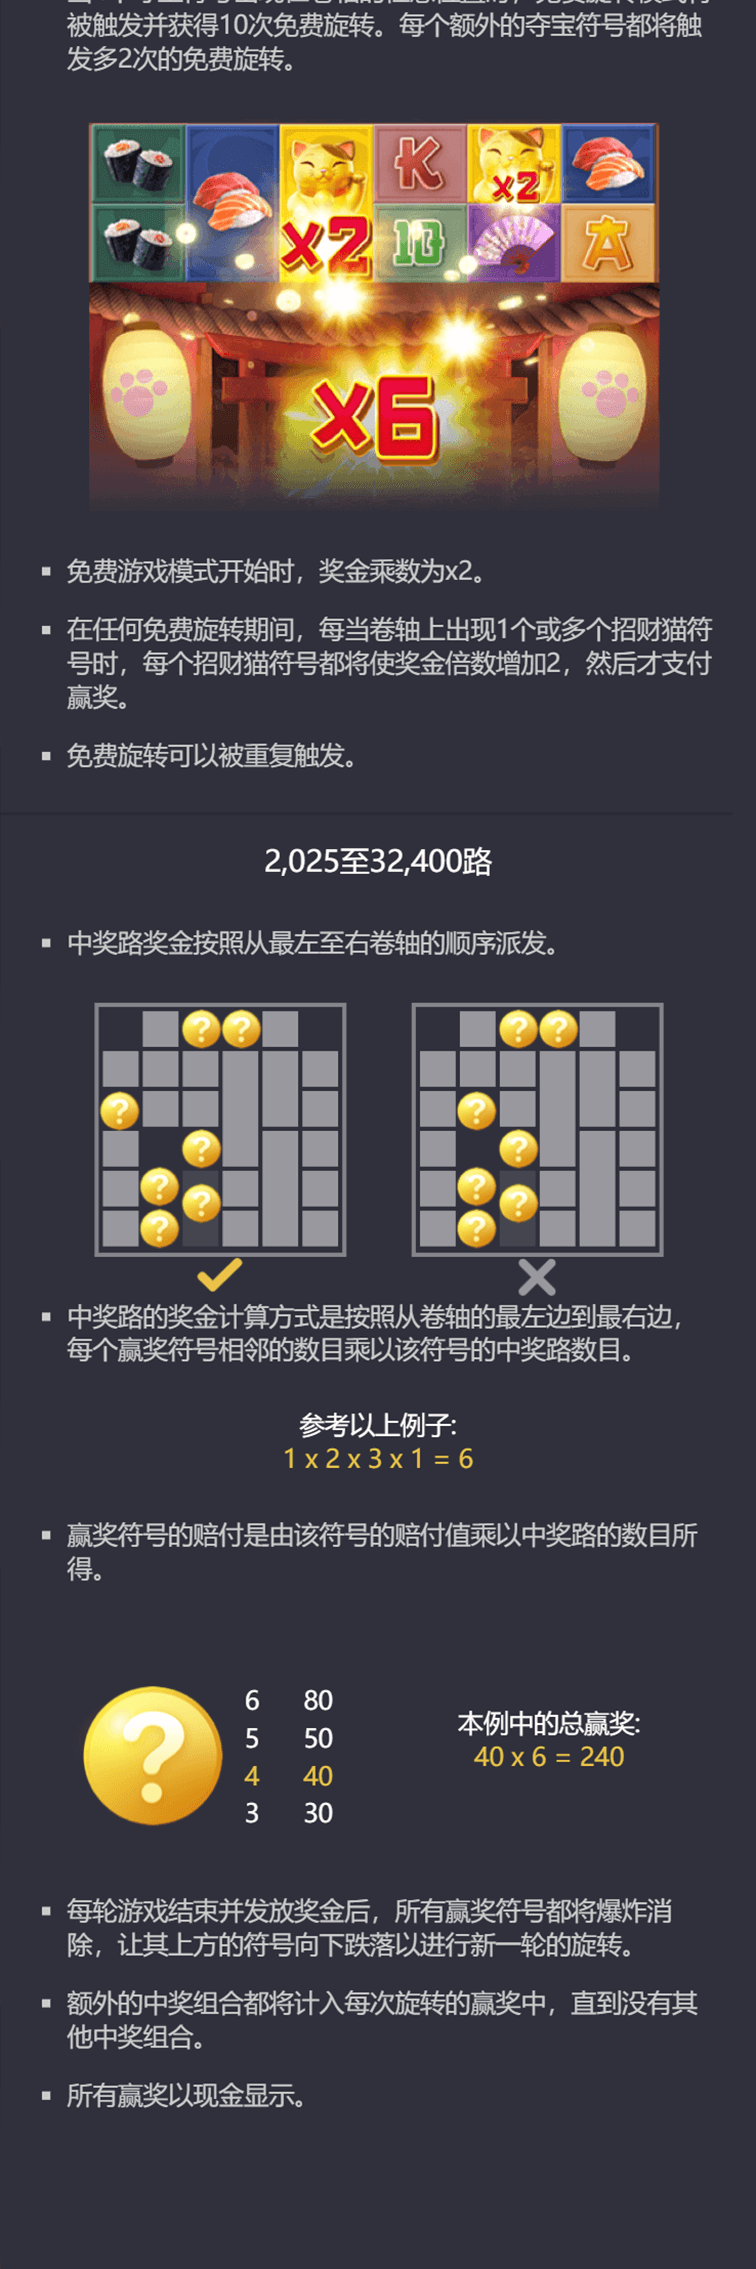 被触发并获得10次免费旋转。每个额外的夺宝符号都将触
发多2次的免费旋转。
K
x2
x2
10
A
x6
免费游戏模式开始时，奖金乘数为x2。
在任何免费旋转期间，每当卷轴上出现1个或多个招财猫符
号时，每个招财猫符号都将使奖金倍数增加2，然后才支付
赢奖。
免费旋转可以被重复触发。
2,025至32,400路
中奖路奖金按照从最左至右卷轴的顺序派发。
? ? ? ? ? ? ?
? ? ? ? ? ? ?
中奖路的奖金计算方式是按照从卷轴的最左边到最右边，
每个赢奖符号相邻的数目乘以该符号的中奖路数目。
参考以上例子:
1 x 2 x 3 x 1 = 6
赢奖符号的赔付是由该符号的赔付值乘以中奖路的数目所
得。
?
6 80
5 50
4 40
3 30
本例中的总赢奖:
40 x 6 = 240
每轮游戏结束并发放奖金后，所有赢奖符号都将爆炸消
除，让其上方的符号向下跌落以进行新一轮的旋转。
额外的中奖组合都将计入每次旋转的赢奖中，直到没有其
他中奖组合。
所有赢奖以现金显示。